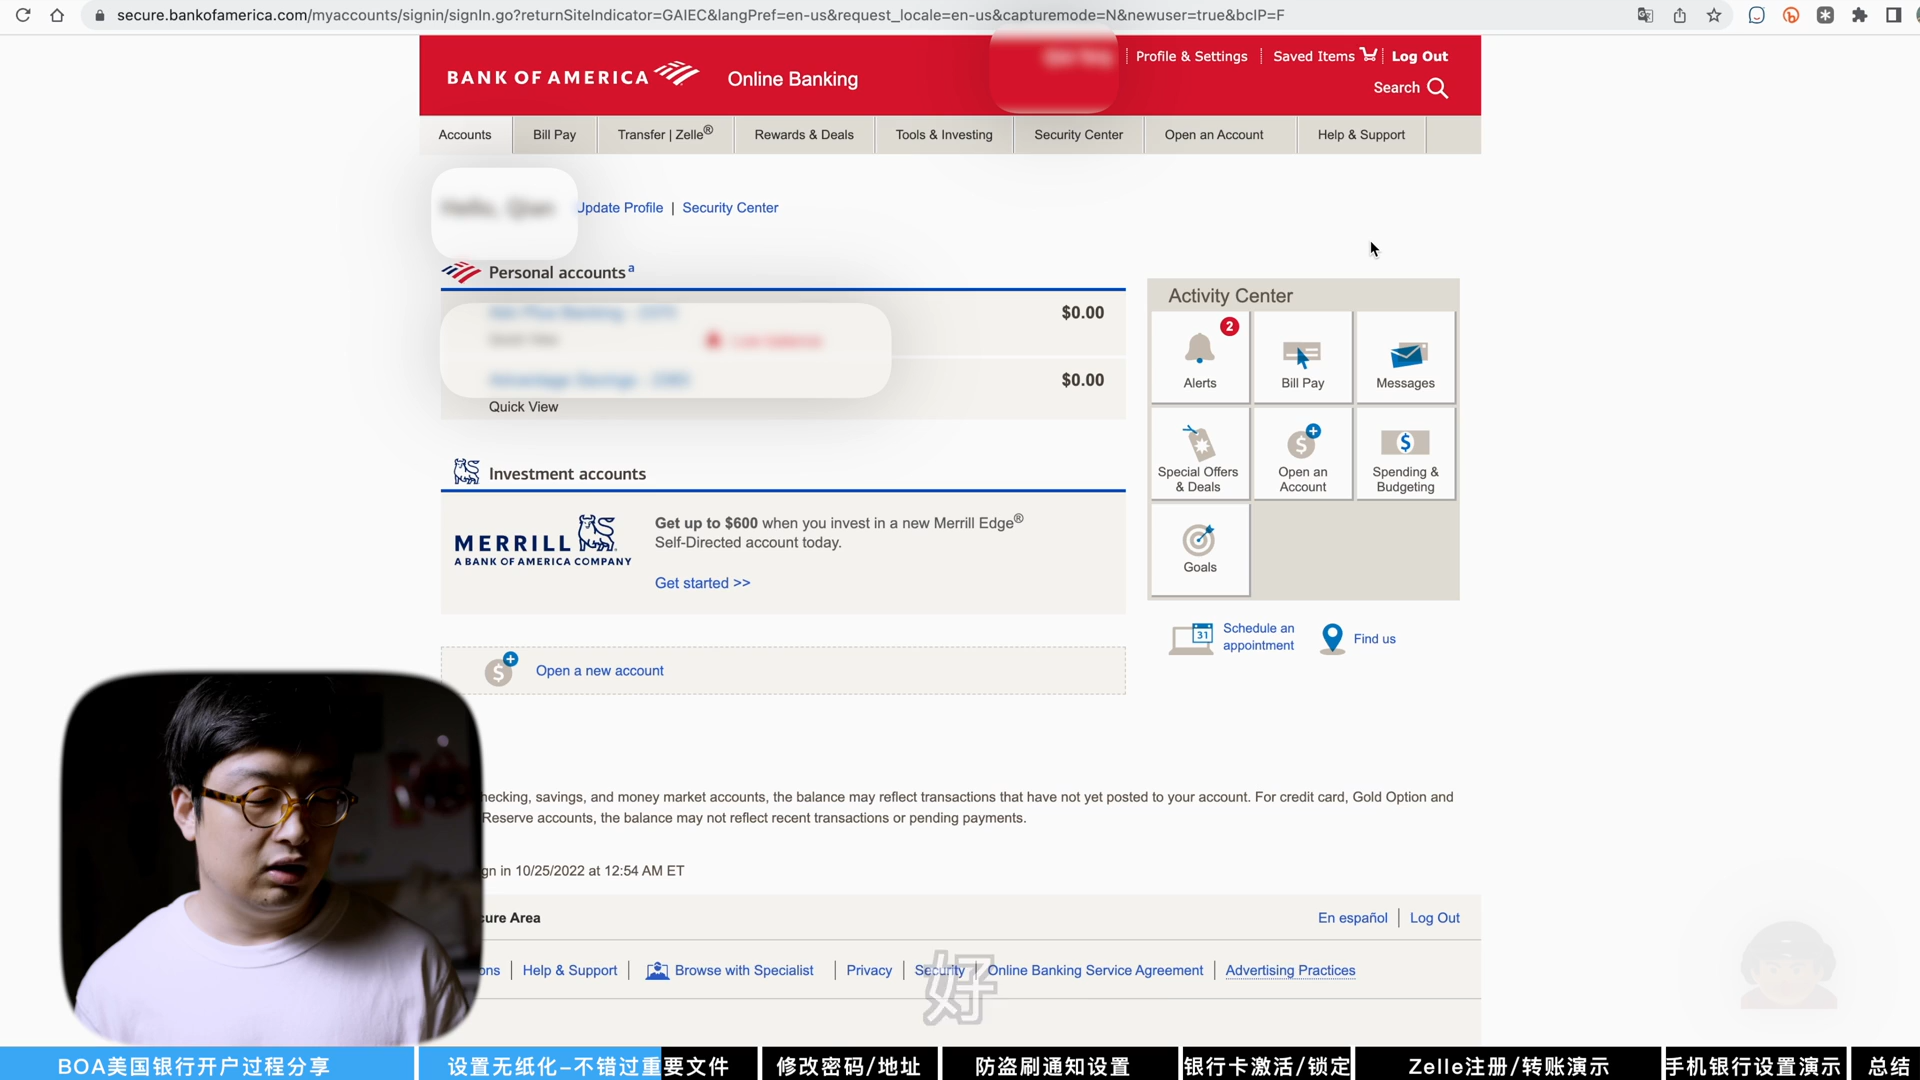 secure.bankofamerica.com/myaccounts/signin/signIn.go?returnSiteIndicator=GAIEC&langPref=en-us&request_locale=en-us&capturemode=N&newuser=true&bcIP=F
BANK OF AMERICA
Online Banking
Profile & Settings
Saved Items
Log Out
Search
Accounts
Bill Pay
Transfer | Zelle®
Rewards & Deals
Tools & Investing
Security Center
Open an Account
Help & Support
Hello, Qian
Update Profile | Security Center
Personal accounts a
$0.00
$0.00
Quick View
Investment accounts
MERRILL
A BANK OF AMERICA COMPANY
Get up to $600 when you invest in a new Merrill Edge®
Self-Directed account today.
Get started >>
Open a new account
Activity Center
2
Alerts
Bill Pay
Messages
Special Offers
& Deals
Open an
Account
Spending &
Budgeting
Goals
31
Schedule an
appointment
Find us
hecking, savings, and money market accounts, the balance may reflect transactions that have not yet posted to your account. For credit card, Gold Option and
Reserve accounts, the balance may not reflect recent transactions or pending payments.
gn in 10/25/2022 at 12:54 AM ET
cure Area
En español
Log Out
ons
Help & Support
Browse with Specialist
Privacy
Security
Online Banking Service Agreement
Advertising Practices
好
BOA美国银行开户过程分享
设置无纸化-不错过重要文件
修改密码/地址
防盗刷通知设置
银行卡激活/锁定
Zelle注册/转账演示
手机银行设置演示
总结